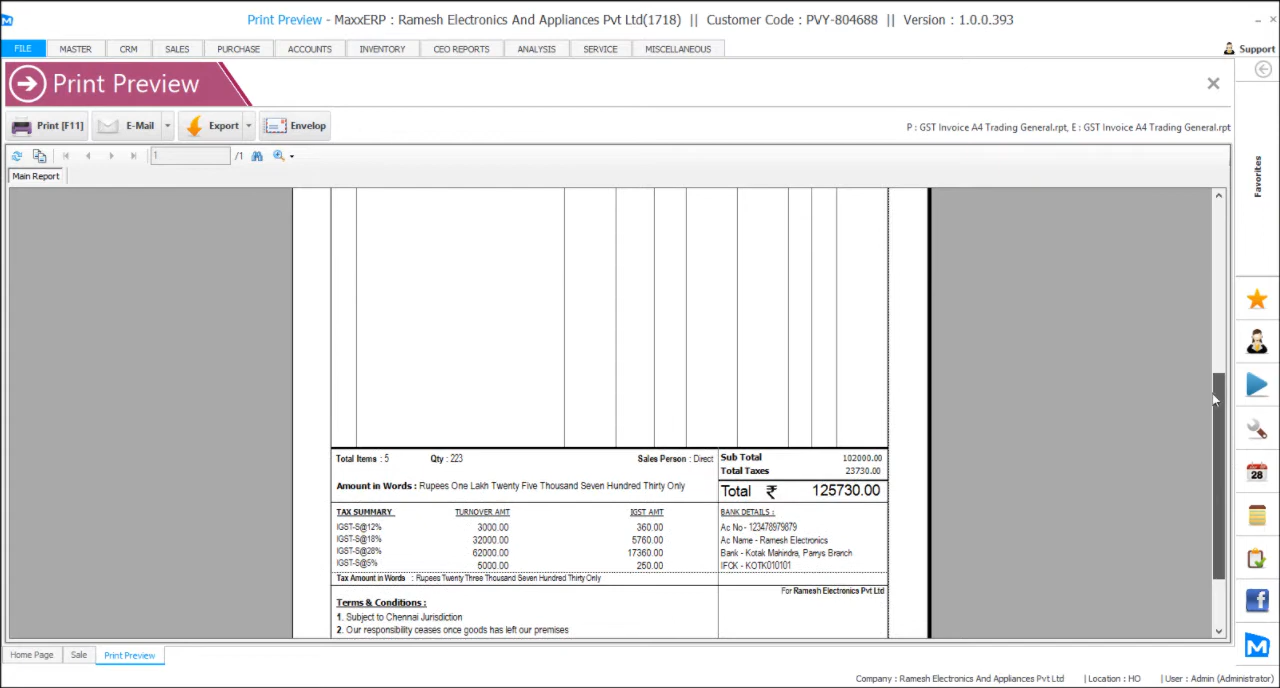 Print Preview - MaxxERP : Ramesh Electronics And Appliances Pvt Ltd(1718) || Customer Code : PVY-804688 || Version : 1.0.0.393
FILE MASTER CRM SALES PURCHASE ACCOUNTS INVENTORY CEO REPORTS ANALYSIS SERVICE MISCELLANEOUS Support
Print Preview
Print [F11] E-Mail Export Envelop P : GST Invoice A4 Trading General.rpt, E : GST Invoice A4 Trading General.rpt
1 /1
Main Report
Favorites
Total Items : 5 Qty : 223 Sales Person : Direct Sub Total 102000.00
Total Taxes 23730.00
Amount in Words : Rupees One Lakh Twenty Five Thousand Seven Hundred Thirty Only Total ₹ 125730.00
TAX SUMMARY TURNOVER AMT IGST AMT BANK DETAILS :
IGST-S@12% 3000.00 360.00 Ac No - 123478979879
IGST-S@18% 32000.00 5760.00 Ac Name - Ramesh Electronics
IGST-S@28% 62000.00 17360.00 Bank - Kotak Mahindra, Parrys Branch
IGST-S@5% 5000.00 250.00 IFCK - KOTK010101
Tax Amount in Words : Rupees Twenty Three Thousand Seven Hundred Thirty Only
For Ramesh Electronics Pvt Ltd
Terms & Conditions :
1. Subject to Chennai Jurisdiction
2. Our responsibility ceases once goods has left our premises
28
Home Page Sale Print Preview
Company : Ramesh Electronics And Appliances Pvt Ltd | Location : HO | User : Admin (Administrator)